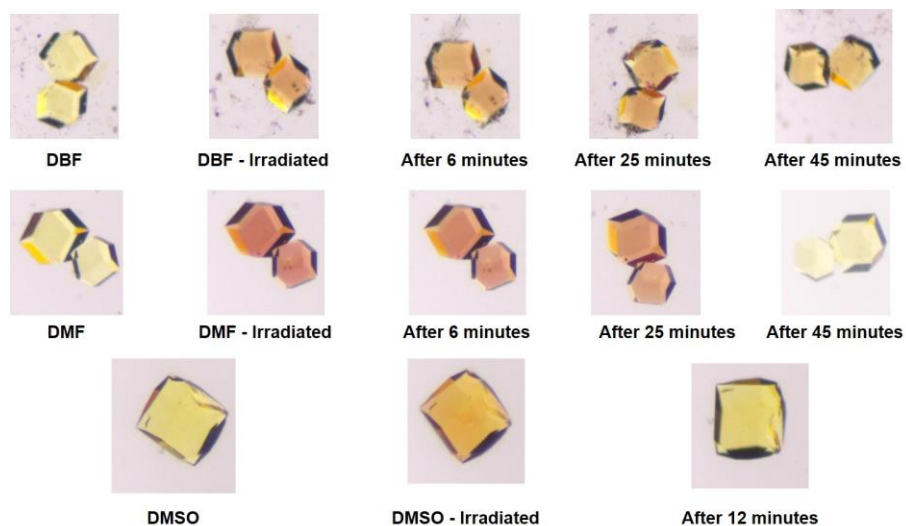 DBF
DBF - Irradiated
After 6 minutes
After 25 minutes
After 45 minutes
DMF
DMF - Irradiated
After 6 minutes
After 25 minutes
After 45 minutes
DMSO
DMSO - Irradiated
After 12 minutes